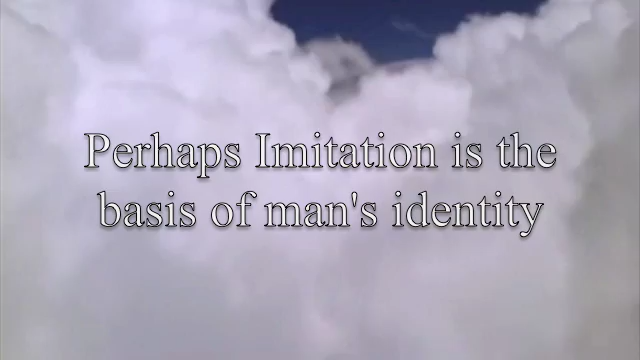 Perhaps Imitation is the
basis of man's identity